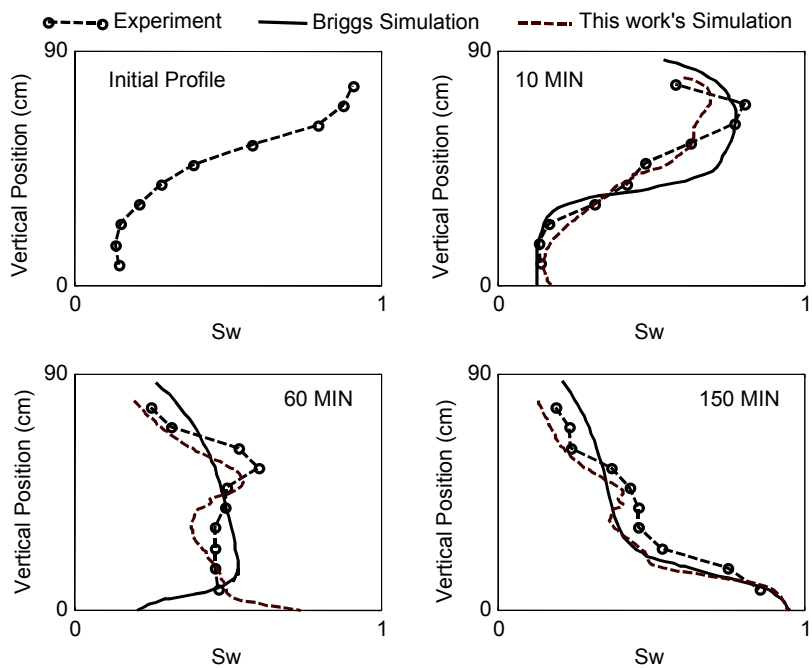 Experiment Briggs Simulation This work's Simulation
90
Initial Profile
Vertical Position (cm)
0
0 1
Sw
90
10 MIN
Vertical Position (cm)
0
0 1
Sw
90
60 MIN
Vertical Position (cm)
0
0 1
Sw
90
150 MIN
Vertical Position (cm)
0
0 1
Sw